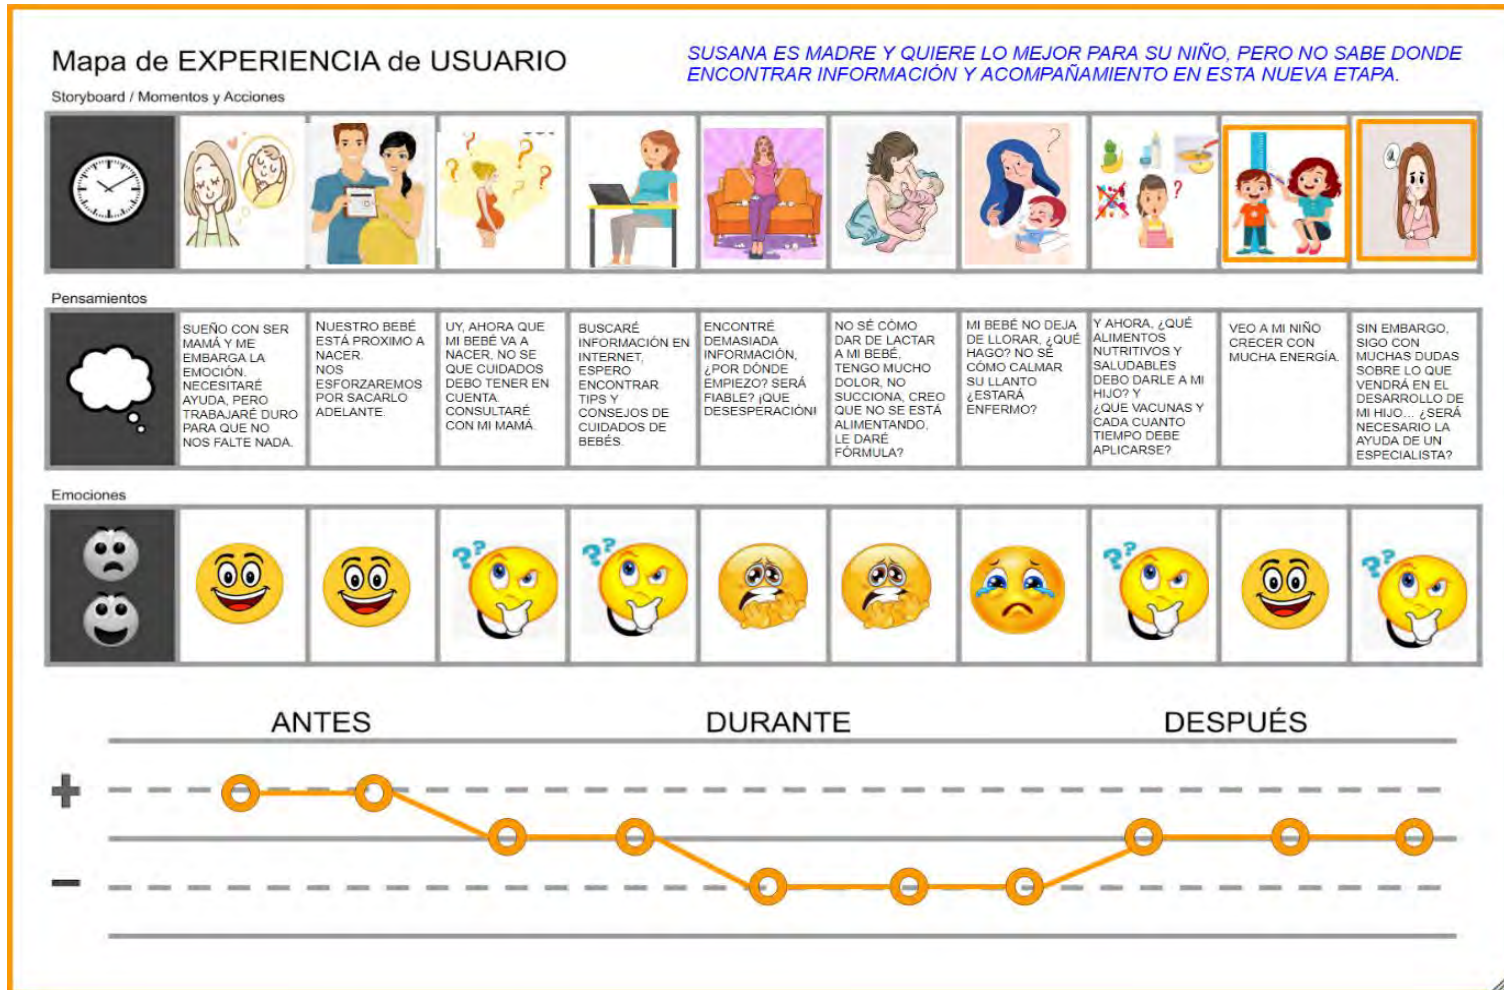 Mapa de EXPERIENCIA de USUARIO
SUSANA ES MADRE Y QUIERE LO MEJOR PARA SU NIÑO, PERO NO SABE DONDE
ENCONTRAR INFORMACIÓN Y ACOMPAÑAMIENTO EN ESTA NUEVA ETAPA.
Storyboard / Momentos y Acciones
Pensamientos
SUEÑO CON SER
MAMÁ Y ME
EMBARGA LA
EMOCIÓN.
NECESITARÉ
AYUDA, PERO
TRABAJARÉ DURO
PARA QUE NO
NOS FALTE NADA.
NUESTRO BEBÉ
ESTÁ PROXIMO A
NACER.
NOS
ESFORZAREMOS
POR SACARLO
ADELANTE.
UY, AHORA QUE
MI BEBÉ VA A
NACER, NO SE
QUE CUIDADOS
DEBO TENER EN
CUENTA.
CONSULTARÉ
CON MI MAMÁ.
BUSCARÉ
INFORMACIÓN EN
INTERNET,
ESPERO
ENCONTRAR
TIPS Y
CONSEJOS DE
CUIDADOS DE
BEBÉS.
ENCONTRÉ
DEMASIADA
INFORMACIÓN,
¿POR DÓNDE
EMPIEZO? SERÁ
FIABLE? ¡QUE
DESESPERACIÓN!
NO SÉ CÓMO
DAR DE LACTAR
A MI BEBÉ,
TENGO MUCHO
DOLOR, NO
SUCCIONA, CREO
QUE NO SE ESTÁ
ALIMENTANDO,
LE DARÉ
FÓRMULA?
MI BEBÉ NO DEJA
DE LLORAR, ¿QUÉ
HAGO? NO SÉ
CÓMO CALMAR
SU LLANTO
¿ESTARÁ
ENFERMO?
Y AHORA, ¿QUÉ
ALIMENTOS
NUTRITIVOS Y
SALUDABLES
DEBO DARLE A MI
HIJO? Y
¿QUE VACUNAS Y
CADA CUANTO
TIEMPO DEBE
APLICARSE?
VEO A MI NIÑO
CRECER CON
MUCHA ENERGÍA.
SIN EMBARGO,
SIGO CON
MUCHAS DUDAS
SOBRE LO QUE
VENDRÁ EN EL
DESARROLLO DE
MI HIJO... ¿SERÁ
NECESARIO LA
AYUDA DE UN
ESPECIALISTA?
Emociones
ANTES
DURANTE
DESPUÉS
+
−